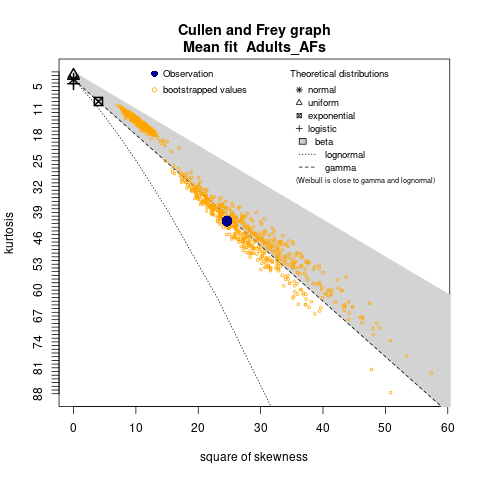 Cullen and Frey graph
Mean fit  Adults_AFs
Observation
bootstrapped values
Theoretical distributions
normal
uniform
exponential
logistic
beta
lognormal
gamma
(Weibull is close to gamma and lognormal)
kurtosis
5
11
18
25
32
39
46
53
60
67
74
81
88
0 10 20 30 40 50 60
square of skewness